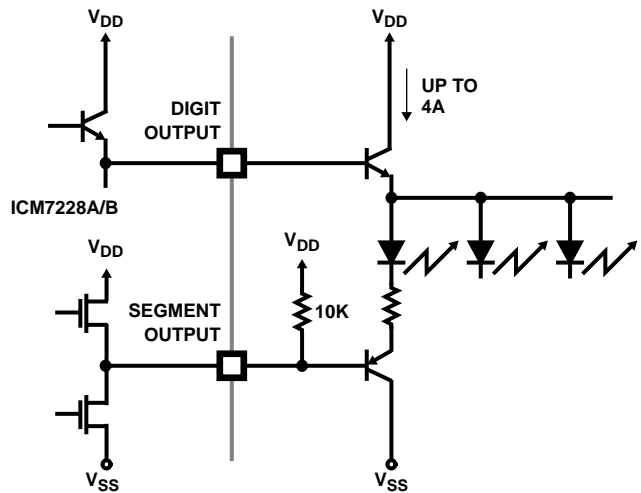 VDD
VDD
UP TO
4A
DIGIT
OUTPUT
ICM7228A/B
VDD
VDD
SEGMENT
OUTPUT
10K
VSS
VSS